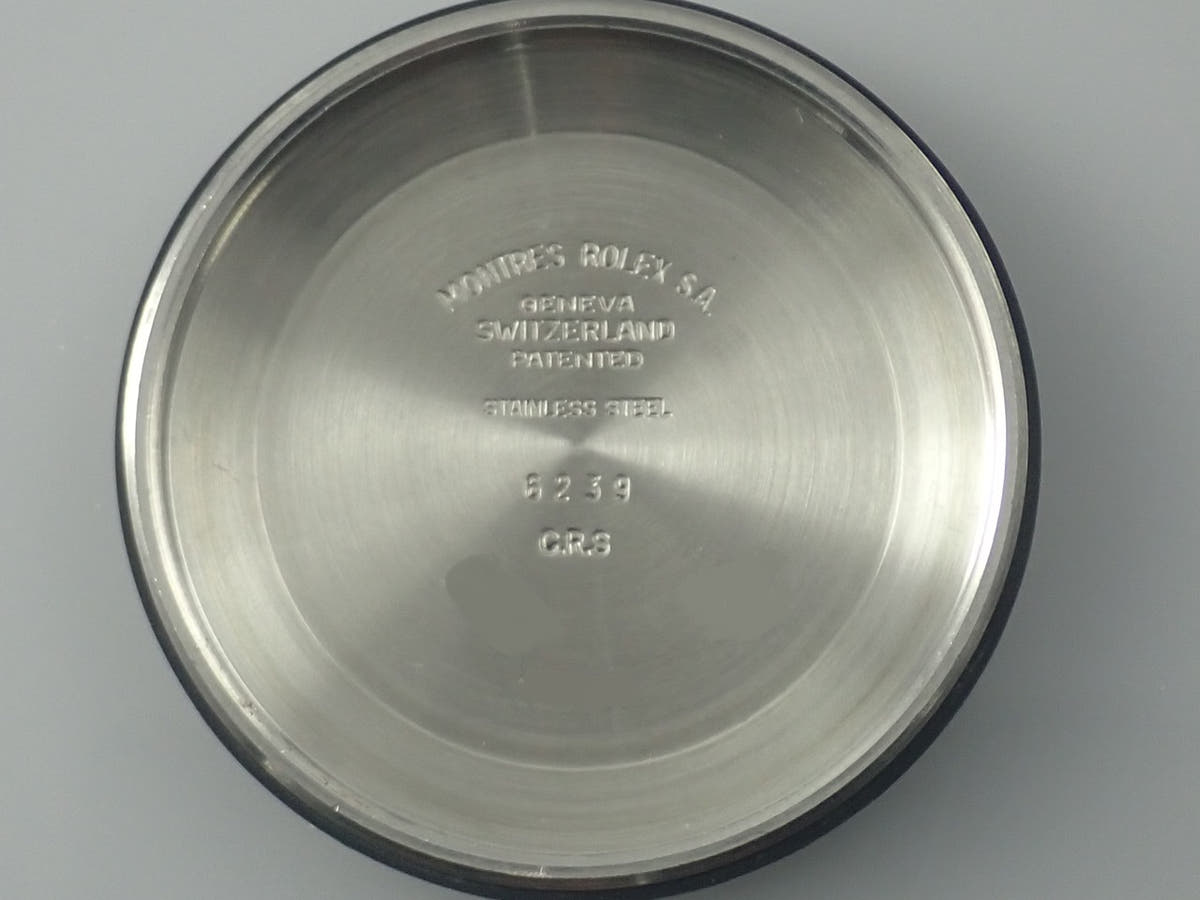 MONTRES ROLEX S.A.
GENEVA
SWITZERLAND
PATENTED
STAINLESS STEEL
6239
C.R.S